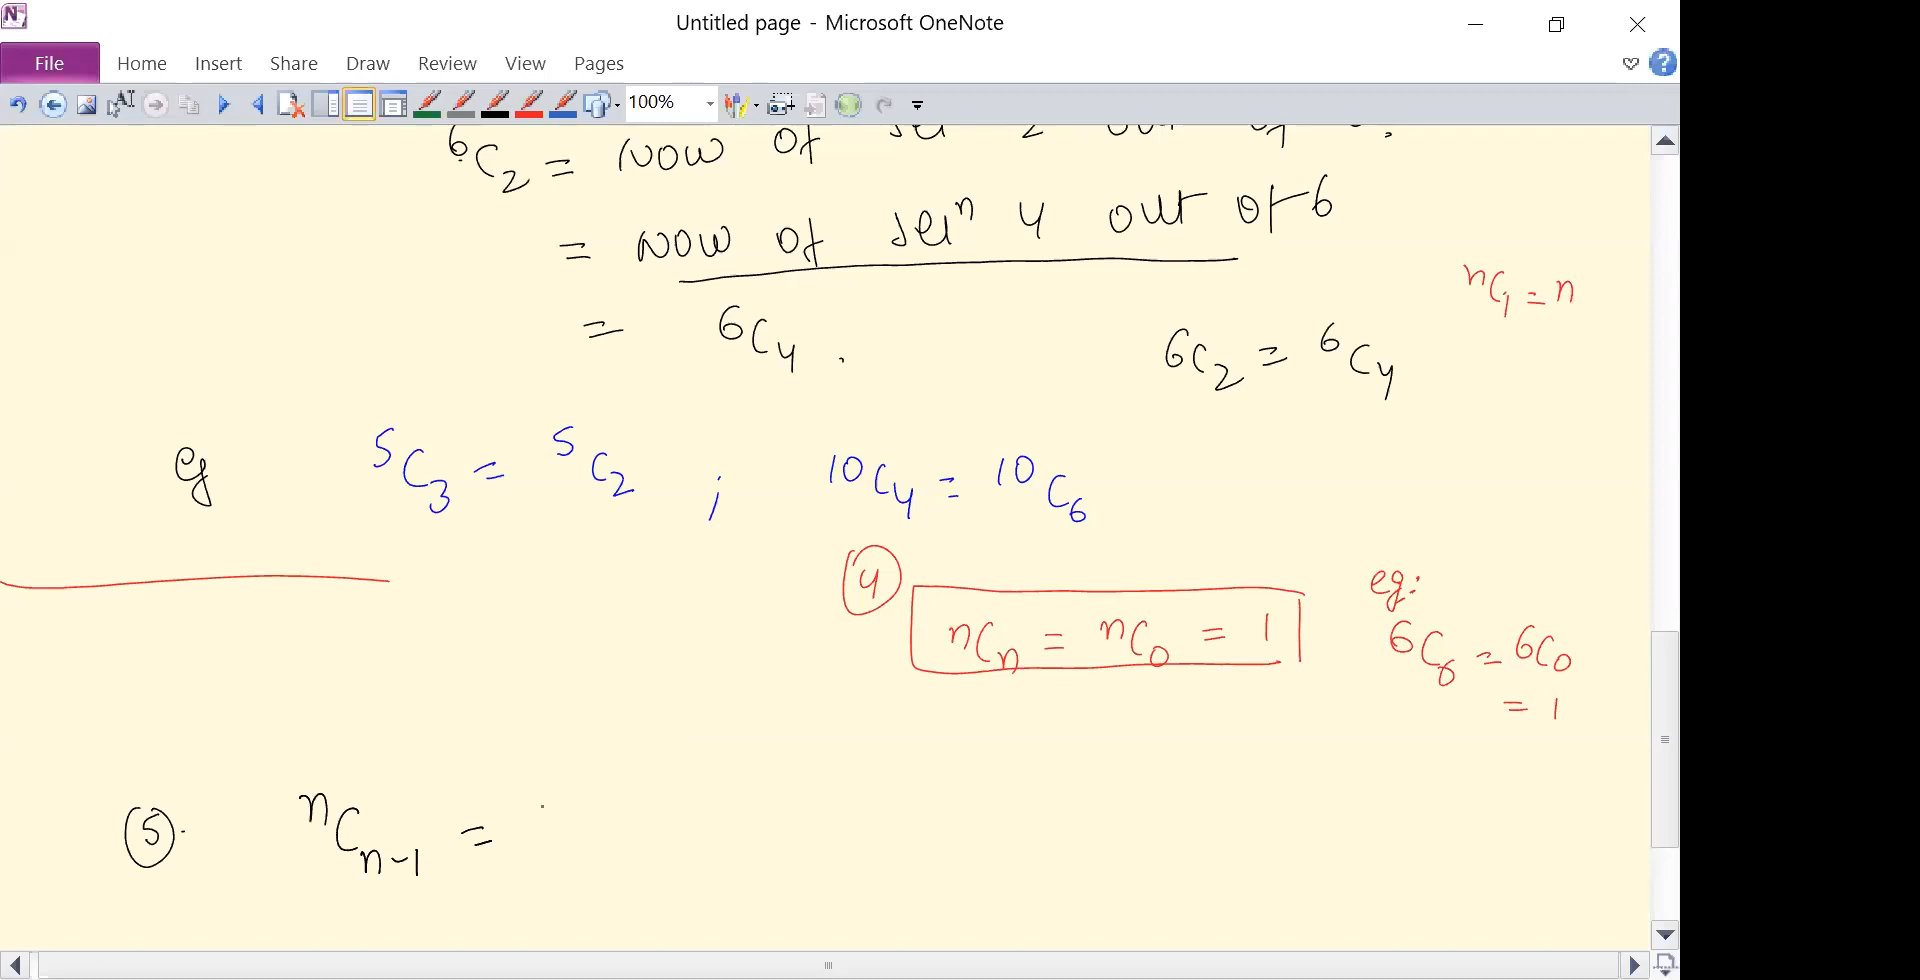 Untitled page - Microsoft OneNote
File Home Insert Share Draw Review View Pages
100%
⁶C₂ = NOW of
= NOW of selⁿ 4 out of 6
ⁿC₁ = n
= ⁶C₄ .
6C₂ = ⁶C₄
eg ⁵C₃ = ⁵C₂ ; ¹⁰C₄ = ¹⁰C₆
④ ⁿCₙ = ⁿC₀ = 1
eg:
⁶C₆ = ⁶C₀
= 1
⑤. ⁿCₙ₋₁ =